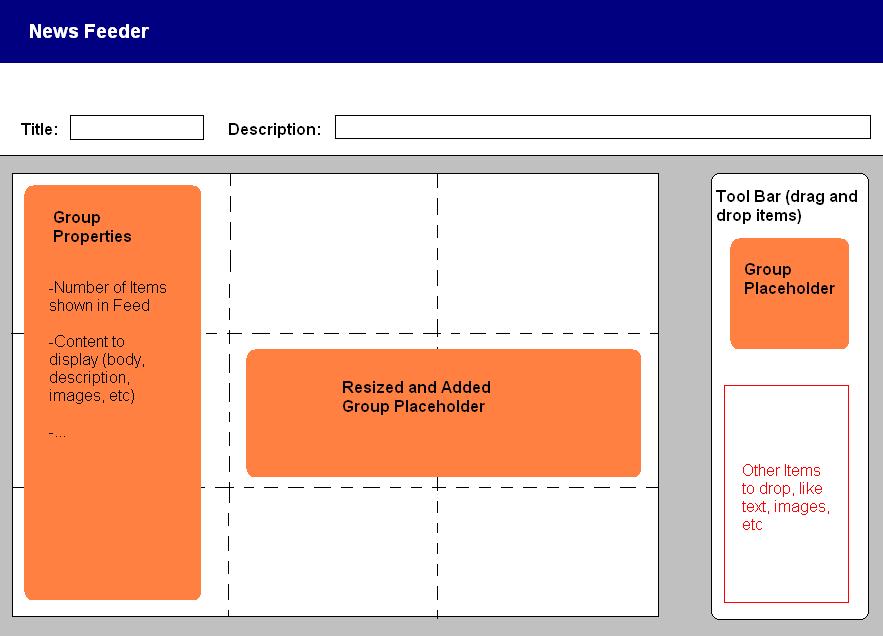 News Feeder
Title:
Description:
Group
Properties
-Number of Items
shown in Feed
-Content to
display (body,
description,
images, etc)
-...
Resized and Added
Group Placeholder
Tool Bar (drag and
drop items)
Group
Placeholder
Other Items
to drop, like
text, images,
etc